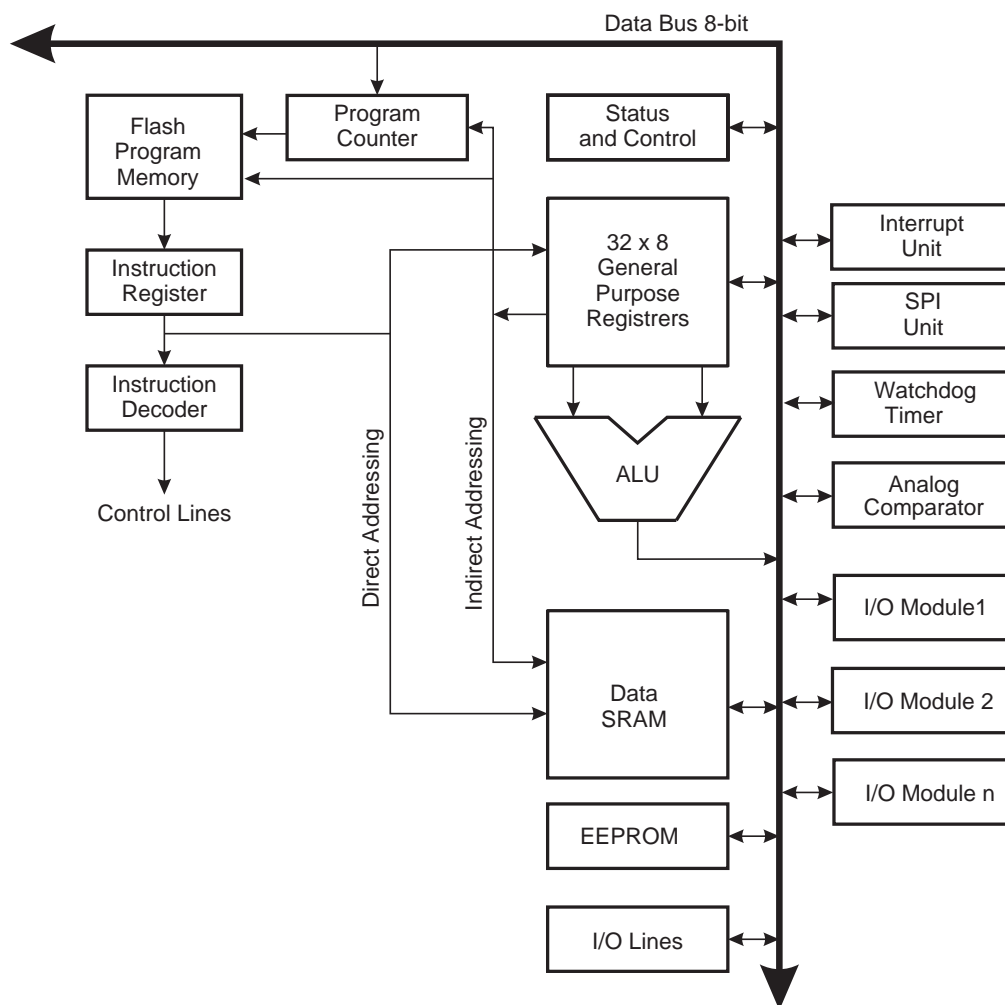 Data Bus 8-bit
Flash
Program
Memory
Program
Counter
Status
and Control
32 x 8
General
Purpose
Registrers
Interrupt
Unit
Instruction
Register
SPI
Unit
Instruction
Decoder
Watchdog
Timer
Direct Addressing
Indirect Addressing
ALU
Analog
Comparator
Control Lines
I/O Module1
Data
SRAM
I/O Module 2
I/O Module n
EEPROM
I/O Lines